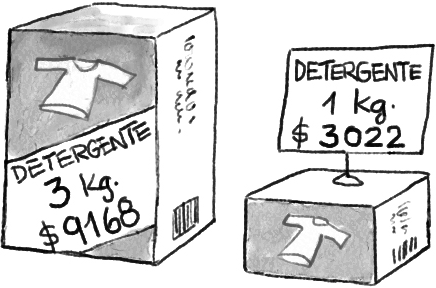 DETERGENTE
3 Kg.
$9168
DETERGENTE
1 Kg.
$3022